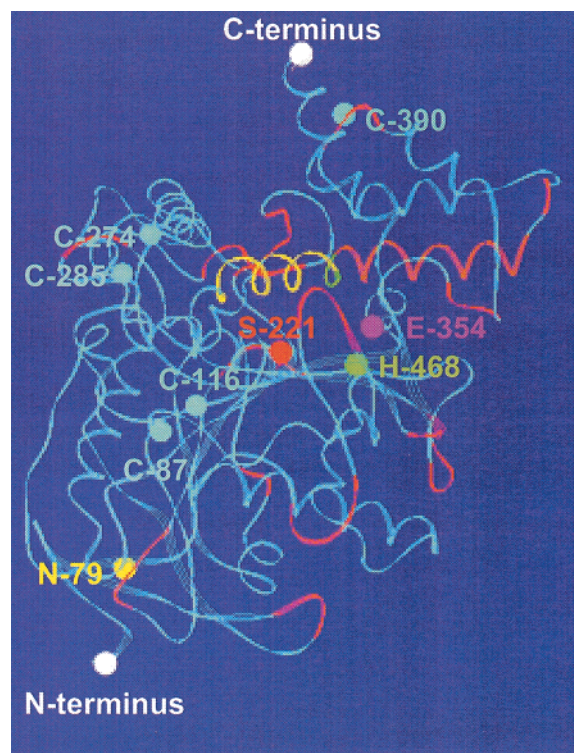 C-terminus
C-390
C-274
C-285
S-221
E-354
H-468
C-116
C-87
N-79
N-terminus